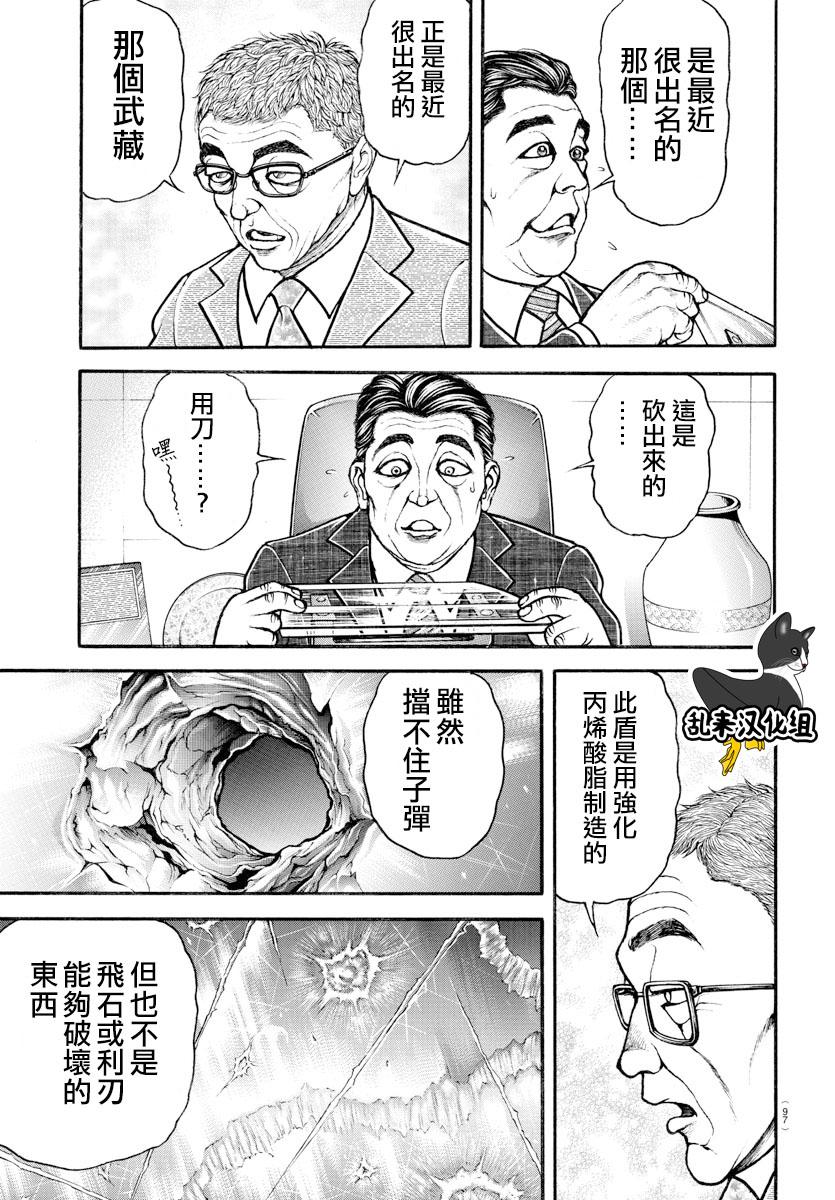 是最近
很出名的
那個……
正是最近
很出名的
那個武藏
這是
砍出來的
……
用刀……?
嘿……
乱来汉化组
此盾是用強化
丙烯酸脂制造的
雖然
擋不住子彈
但也不是
飛石或利刃
能夠破壞的
東西
(97)